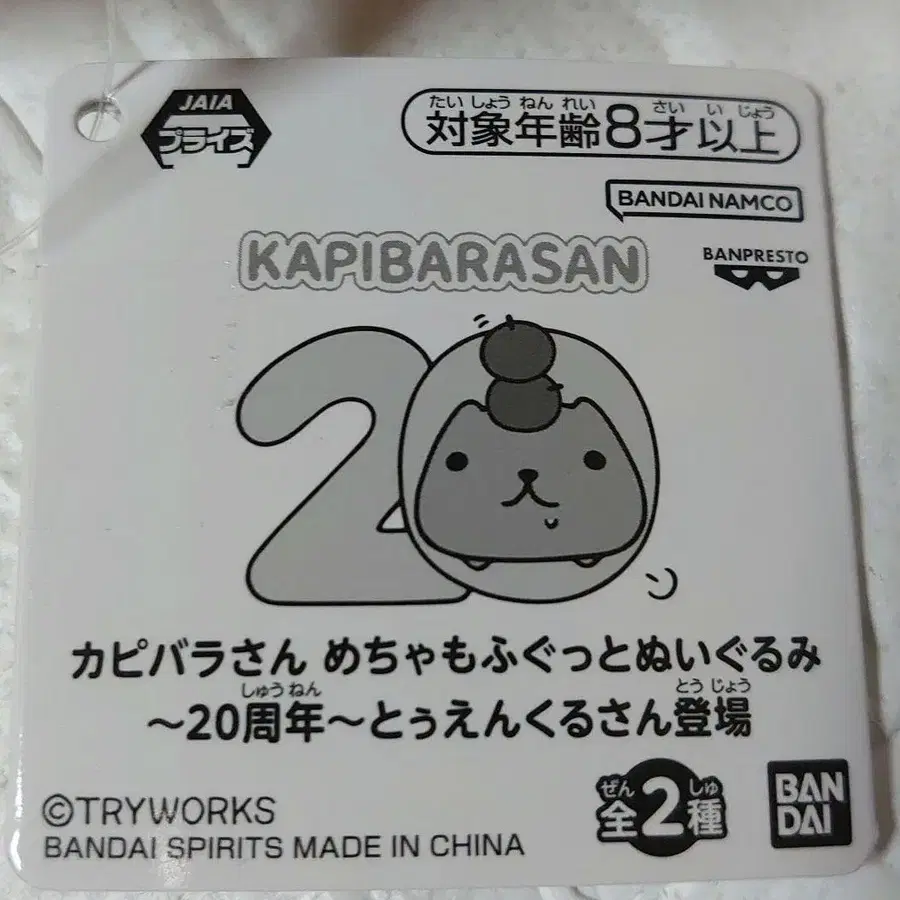 JAIA
プライズ
たいしょうねんれい さいいじょう
対象年齢8才以上
BANDAI NAMCO
BANPRESTO
KAPIBARASAN
20
カピバラさん めちゃもふぐっとぬいぐるみ
しゅうねん とうじょう
～20周年～とぅえんくるさん登場
©TRYWORKS
BANDAI SPIRITS MADE IN CHINA
ぜん しゅ
全2種
BAN
DAI